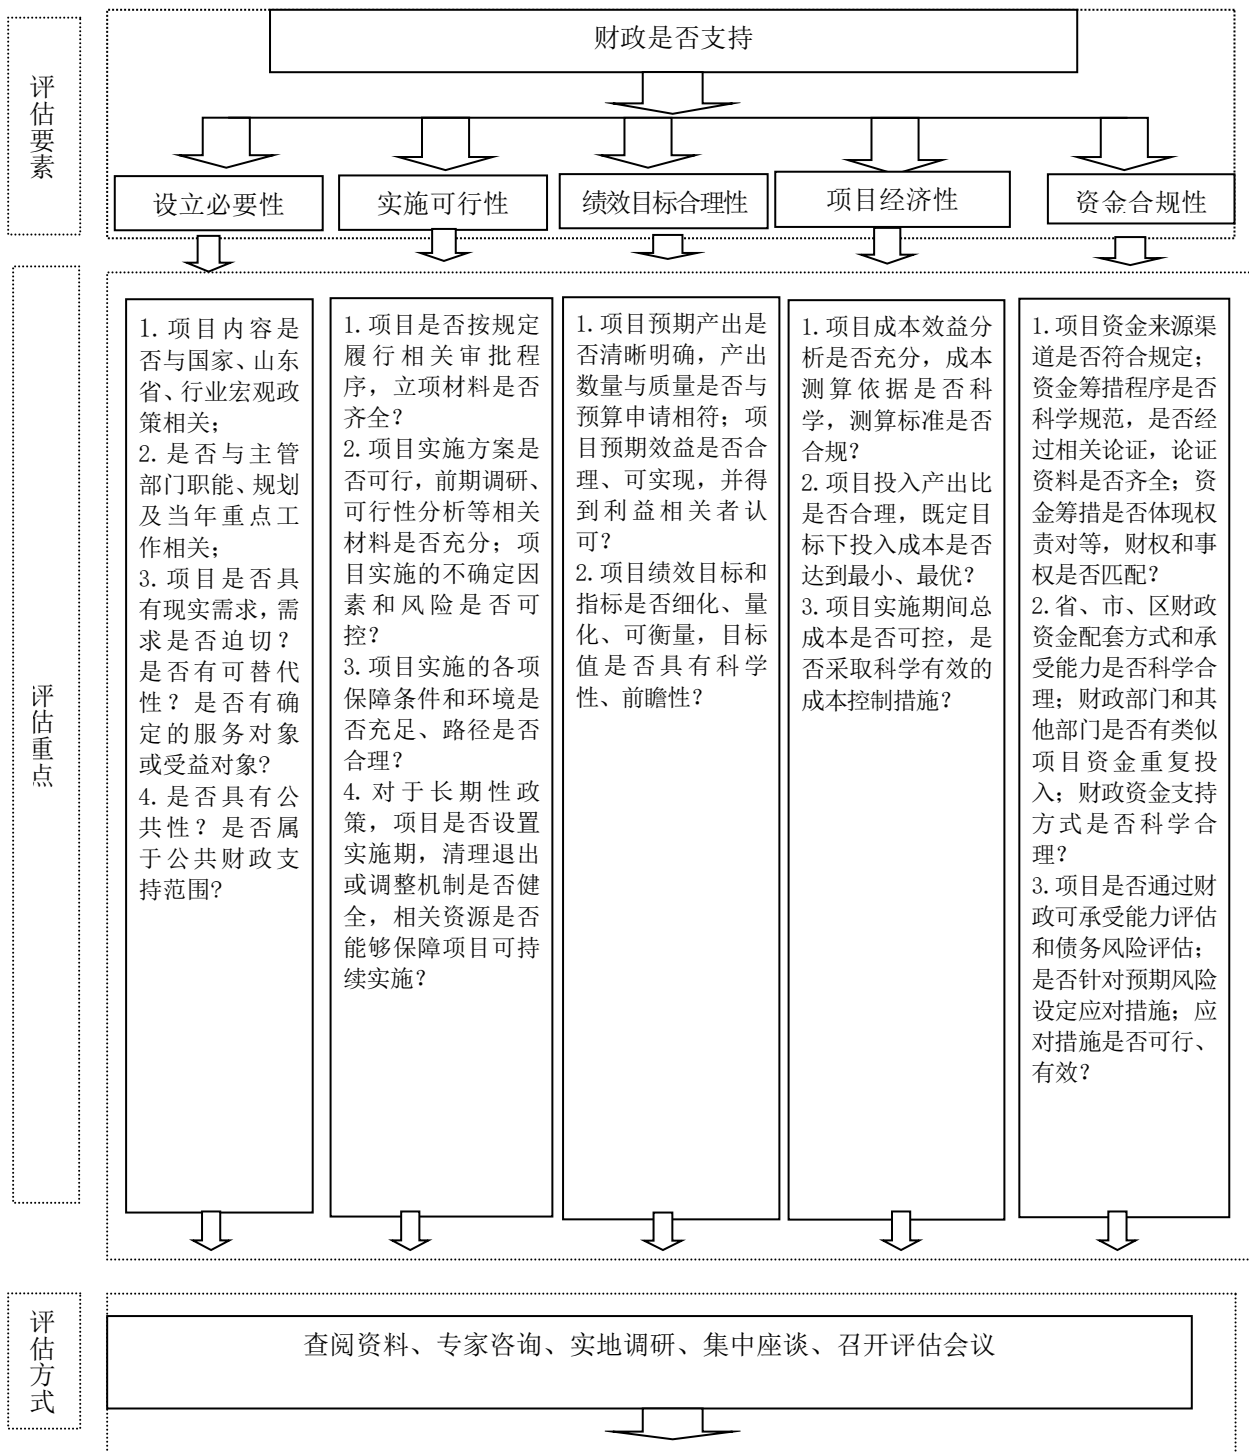 评估要素
财政是否支持
设立必要性
实施可行性
绩效目标合理性
项目经济性
资金合规性
评估重点
1. 项目内容是
否与国家、山东
省、行业宏观政
策相关；
2. 是否与主管
部门职能、规划
及当年重点工
作相关；
3. 项目是否具
有现实需求，需
求是否迫切？
是否有可替代
性？是否有确
定的服务对象
或受益对象?
4. 是否具有公
共性？是否属
于公共财政支
持范围?
1. 项目是否按规定
履行相关审批程
序，立项材料是否
齐全？
2. 项目实施方案是
否可行，前期调研、
可行性分析等相关
材料是否充分；项
目实施的不确定因
素和风险是否可
控？
3. 项目实施的各项
保障条件和环境是
否充足、路径是否
合理？
4. 对于长期性政
策，项目是否设置
实施期，清理退出
或调整机制是否健
全，相关资源是否
能够保障项目可持
续实施？
1. 项目预期产出是
否清晰明确，产出
数量与质量是否与
预算申请相符；项
目预期效益是否合
理、可实现，并得
到利益相关者认
可？
2. 项目绩效目标和
指标是否细化、量
化、可衡量，目标
值是否具有科学
性、前瞻性？
1. 项目成本效益分
析是否充分，成本
测算依据是否科
学，测算标准是否
合规？
2. 项目投入产出比
是否合理，既定目
标下投入成本是否
达到最小、最优？
3. 项目实施期间总
成本是否可控，是
否采取科学有效的
成本控制措施？
1. 项目资金来源渠
道是否符合规定；
资金筹措程序是否
科学规范，是否经
过相关论证，论证
资料是否齐全；资
金筹措是否体现权
责对等，财权和事
权是否匹配？
2. 省、市、区财政
资金配套方式和承
受能力是否科学合
理；财政部门和其
他部门是否有类似
项目资金重复投
入；财政资金支持
方式是否科学合
理？
3. 项目是否通过财
政可承受能力评估
和债务风险评估；
是否针对预期风险
设定应对措施；应
对措施是否可行、
有效？
评估方式
查阅资料、专家咨询、实地调研、集中座谈、召开评估会议